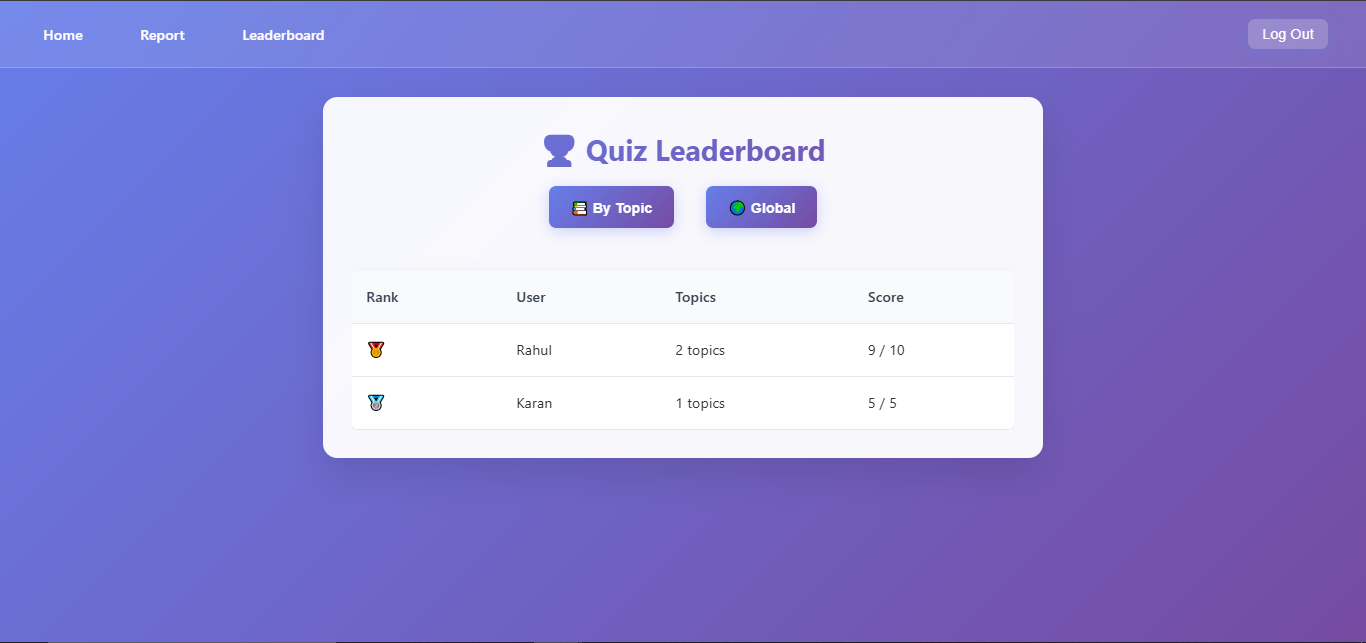 Home Report Leaderboard Log Out
Quiz Leaderboard
By Topic Global
Rank User Topics Score
Rahul 2 topics 9 / 10
Karan 1 topics 5 / 5